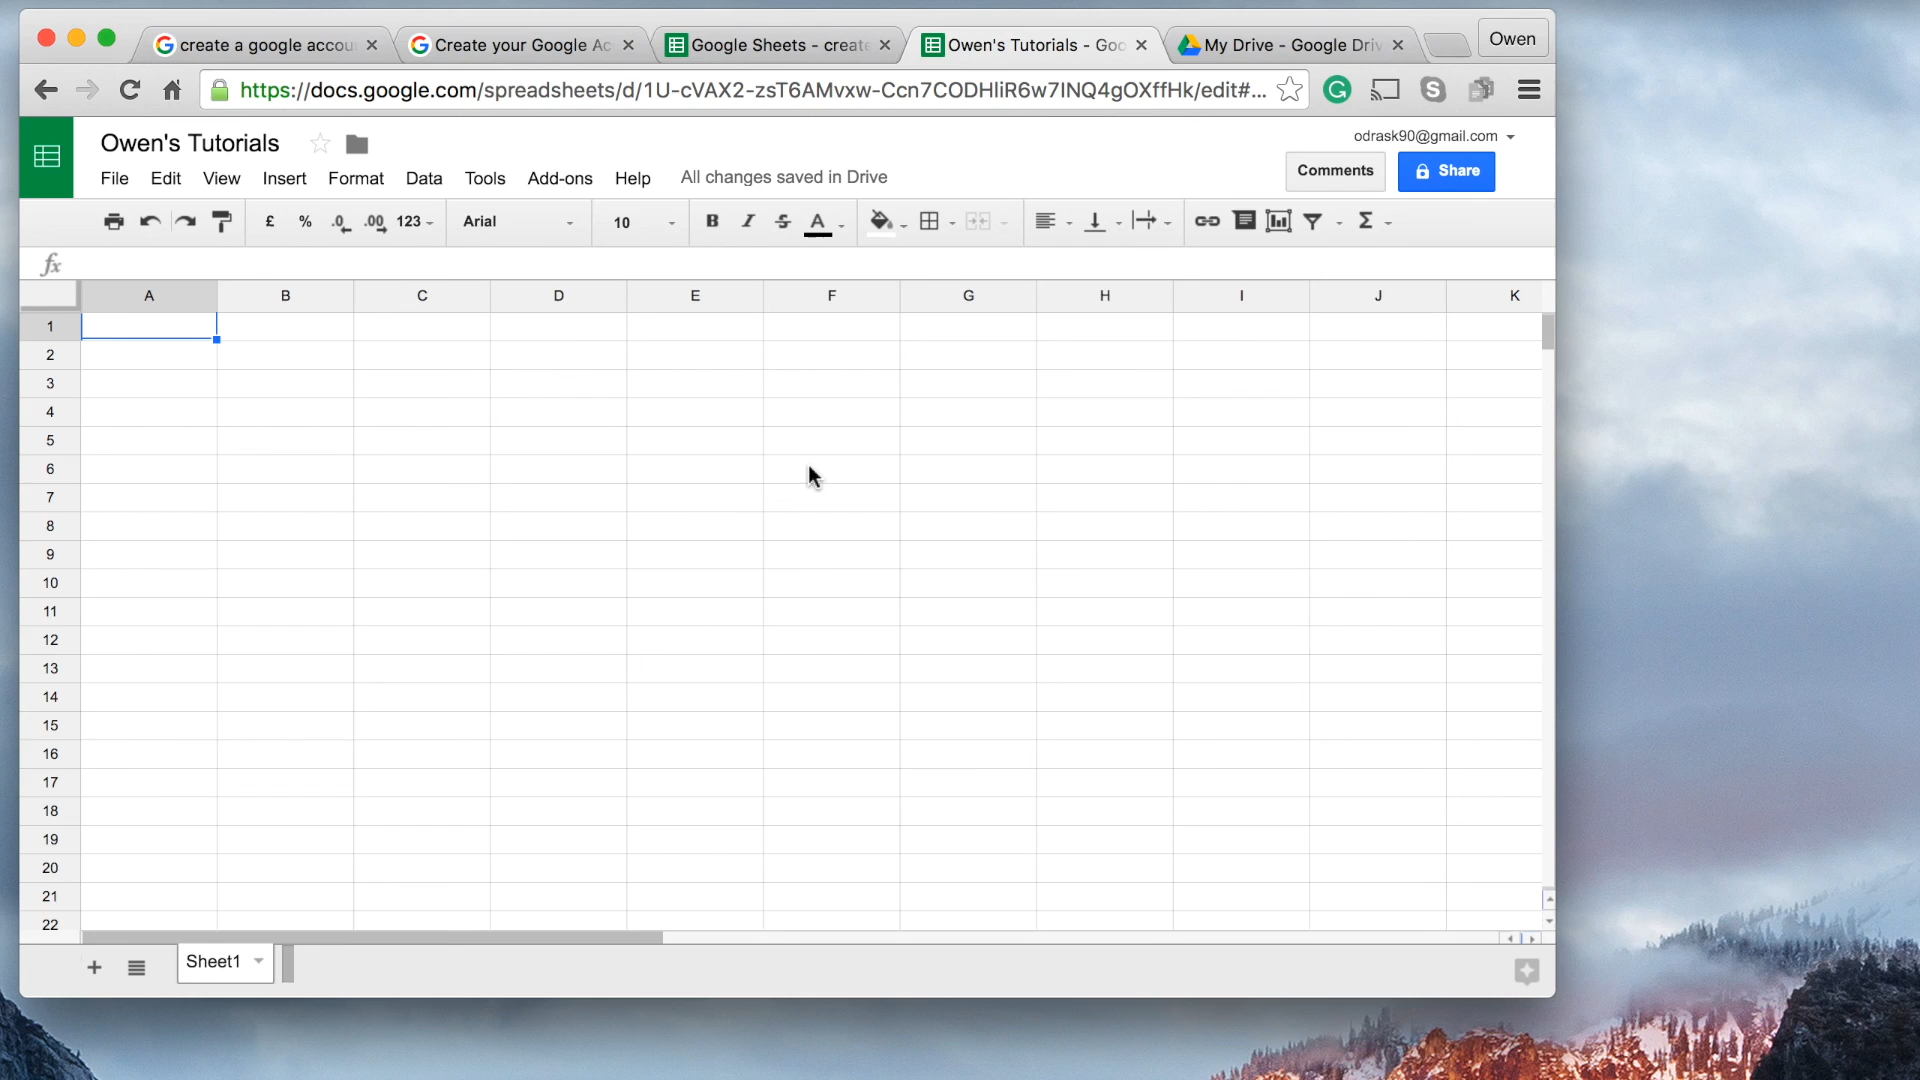 create a google accou
Create your Google Ac
Google Sheets - create
Owen's Tutorials - Goo
My Drive - Google Driv
Owen
https://docs.google.com/spreadsheets/d/1U-cVAX2-zsT6AMvxw-Ccn7CODHIiR6w7INQ4gOXffHk/edit#...
Owen's Tutorials
odrask90@gmail.com
File Edit View Insert Format Data Tools Add-ons Help All changes saved in Drive
Comments
Share
£ % .0 .00 123 Arial 10 B I S A Σ
fx
A B C D E F G H I J K
1
2
3
4
5
6
7
8
9
10
11
12
13
14
15
16
17
18
19
20
21
22
Sheet1